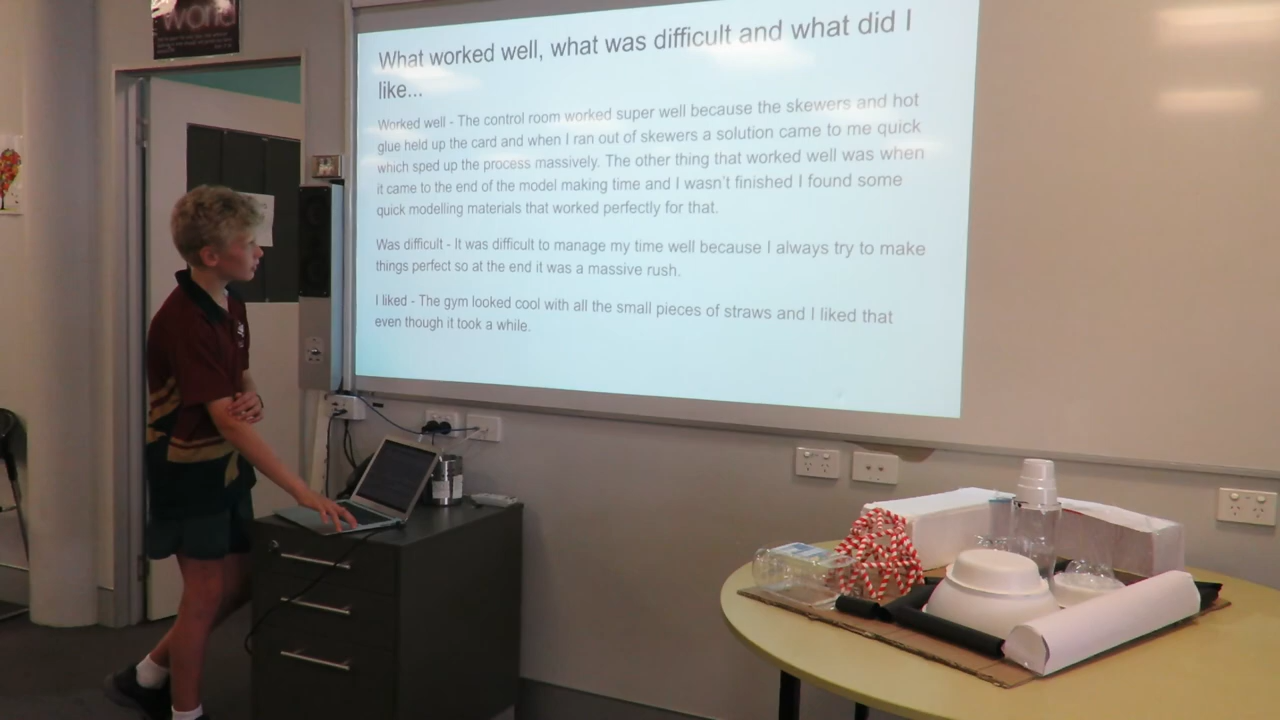 world
What worked well, what was difficult and what did I
like...
Worked well - The control room worked super well because the skewers and hot
glue held up the card and when I ran out of skewers a solution came to me quick
which sped up the process massively. The other thing that worked well was when
it came to the end of the model making time and I wasn't finished I found some
quick modelling materials that worked perfectly for that.
Was difficult - It was difficult to manage my time well because I always try to make
things perfect so at the end it was a massive rush.
I liked - The gym looked cool with all the small pieces of straws and I liked that
even though it took a while.